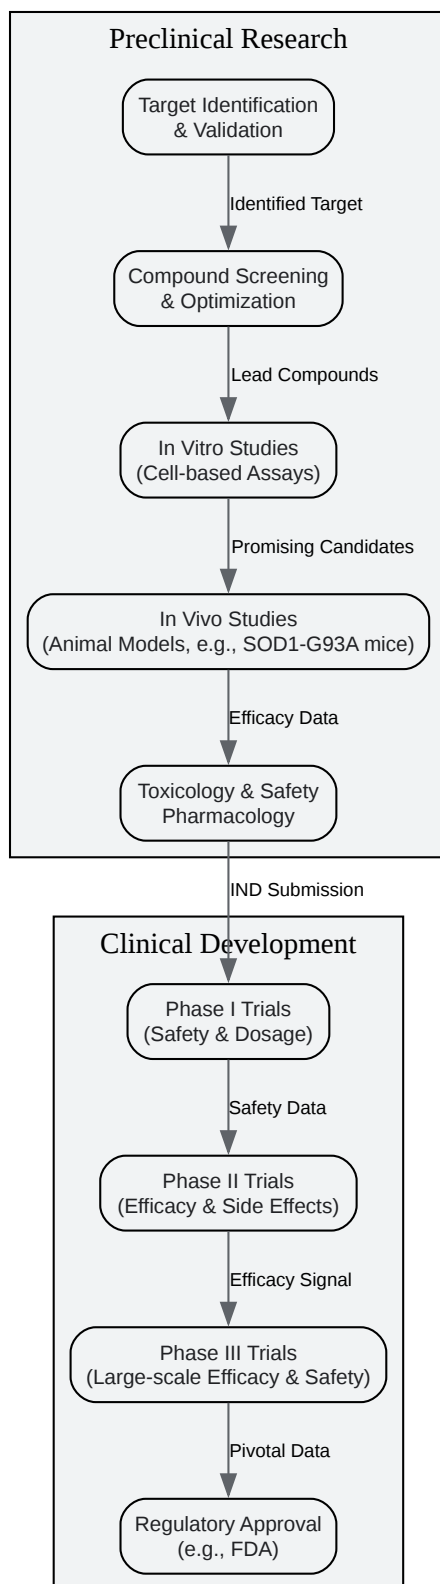 Preclinical Research
Target Identification
& Validation
Identified Target
Compound Screening
& Optimization
Lead Compounds
In Vitro Studies
(Cell-based Assays)
Promising Candidates
In Vivo Studies
(Animal Models, e.g., SOD1-G93A mice)
Efficacy Data
Toxicology & Safety
Pharmacology
IND Submission
Clinical Development
Phase I Trials
(Safety & Dosage)
Safety Data
Phase II Trials
(Efficacy & Side Effects)
Efficacy Signal
Phase III Trials
(Large-scale Efficacy & Safety)
Pivotal Data
Regulatory Approval
(e.g., FDA)